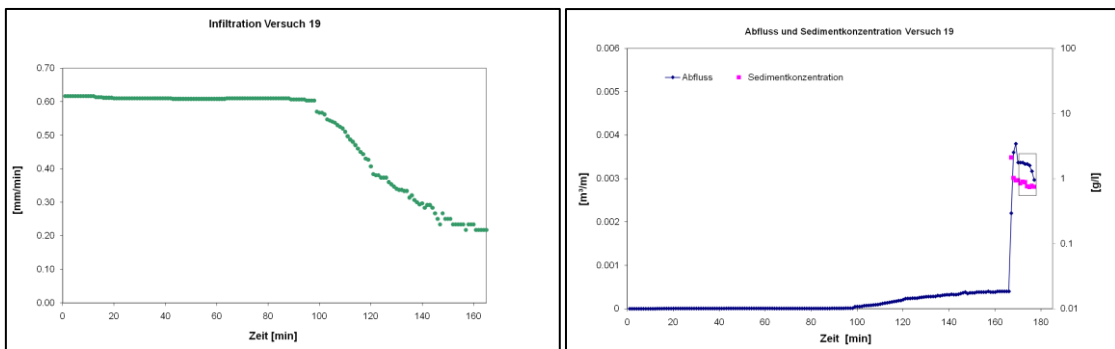 Infiltration Versuch 19
0.70
0.60
0.50
0.40
0.30
0.20
0.10
0.00
[mm/min]
0 20 40 60 80 100 120 140 160
Zeit [min]
Abfluss und Sedimentkonzentration Versuch 19
0.006
0.005
0.004
0.003
0.002
0.001
0
[m³/m]
Abfluss
Sedimentkonzentration
100
10
1
0.1
0.01
[g/l]
0 20 40 60 80 100 120 140 160 180
Zeit [min]